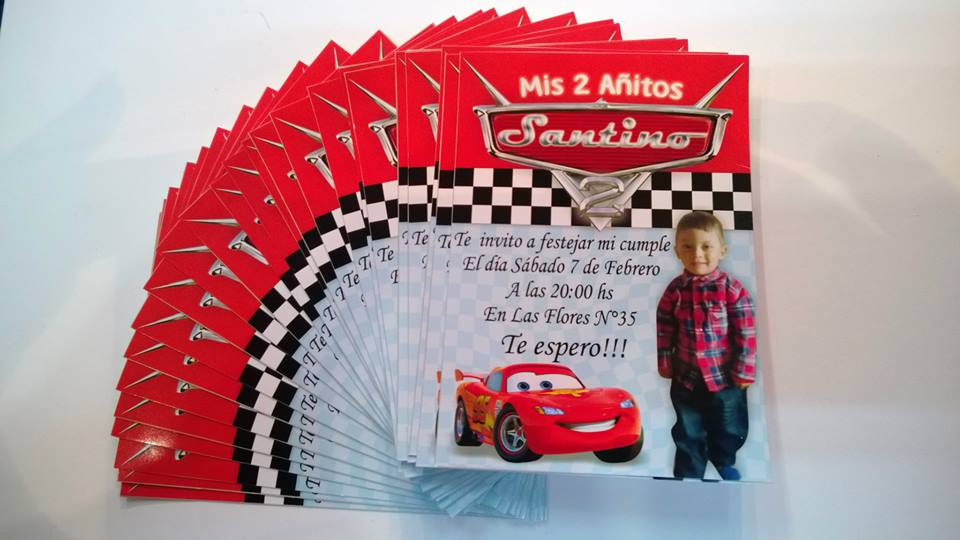 Mis 2 Añitos
Santino
2
Te invito a festejar mi cumple
El día Sábado 7 de Febrero
A las 20:00 hs
En Las Flores N°35
Te espero!!!